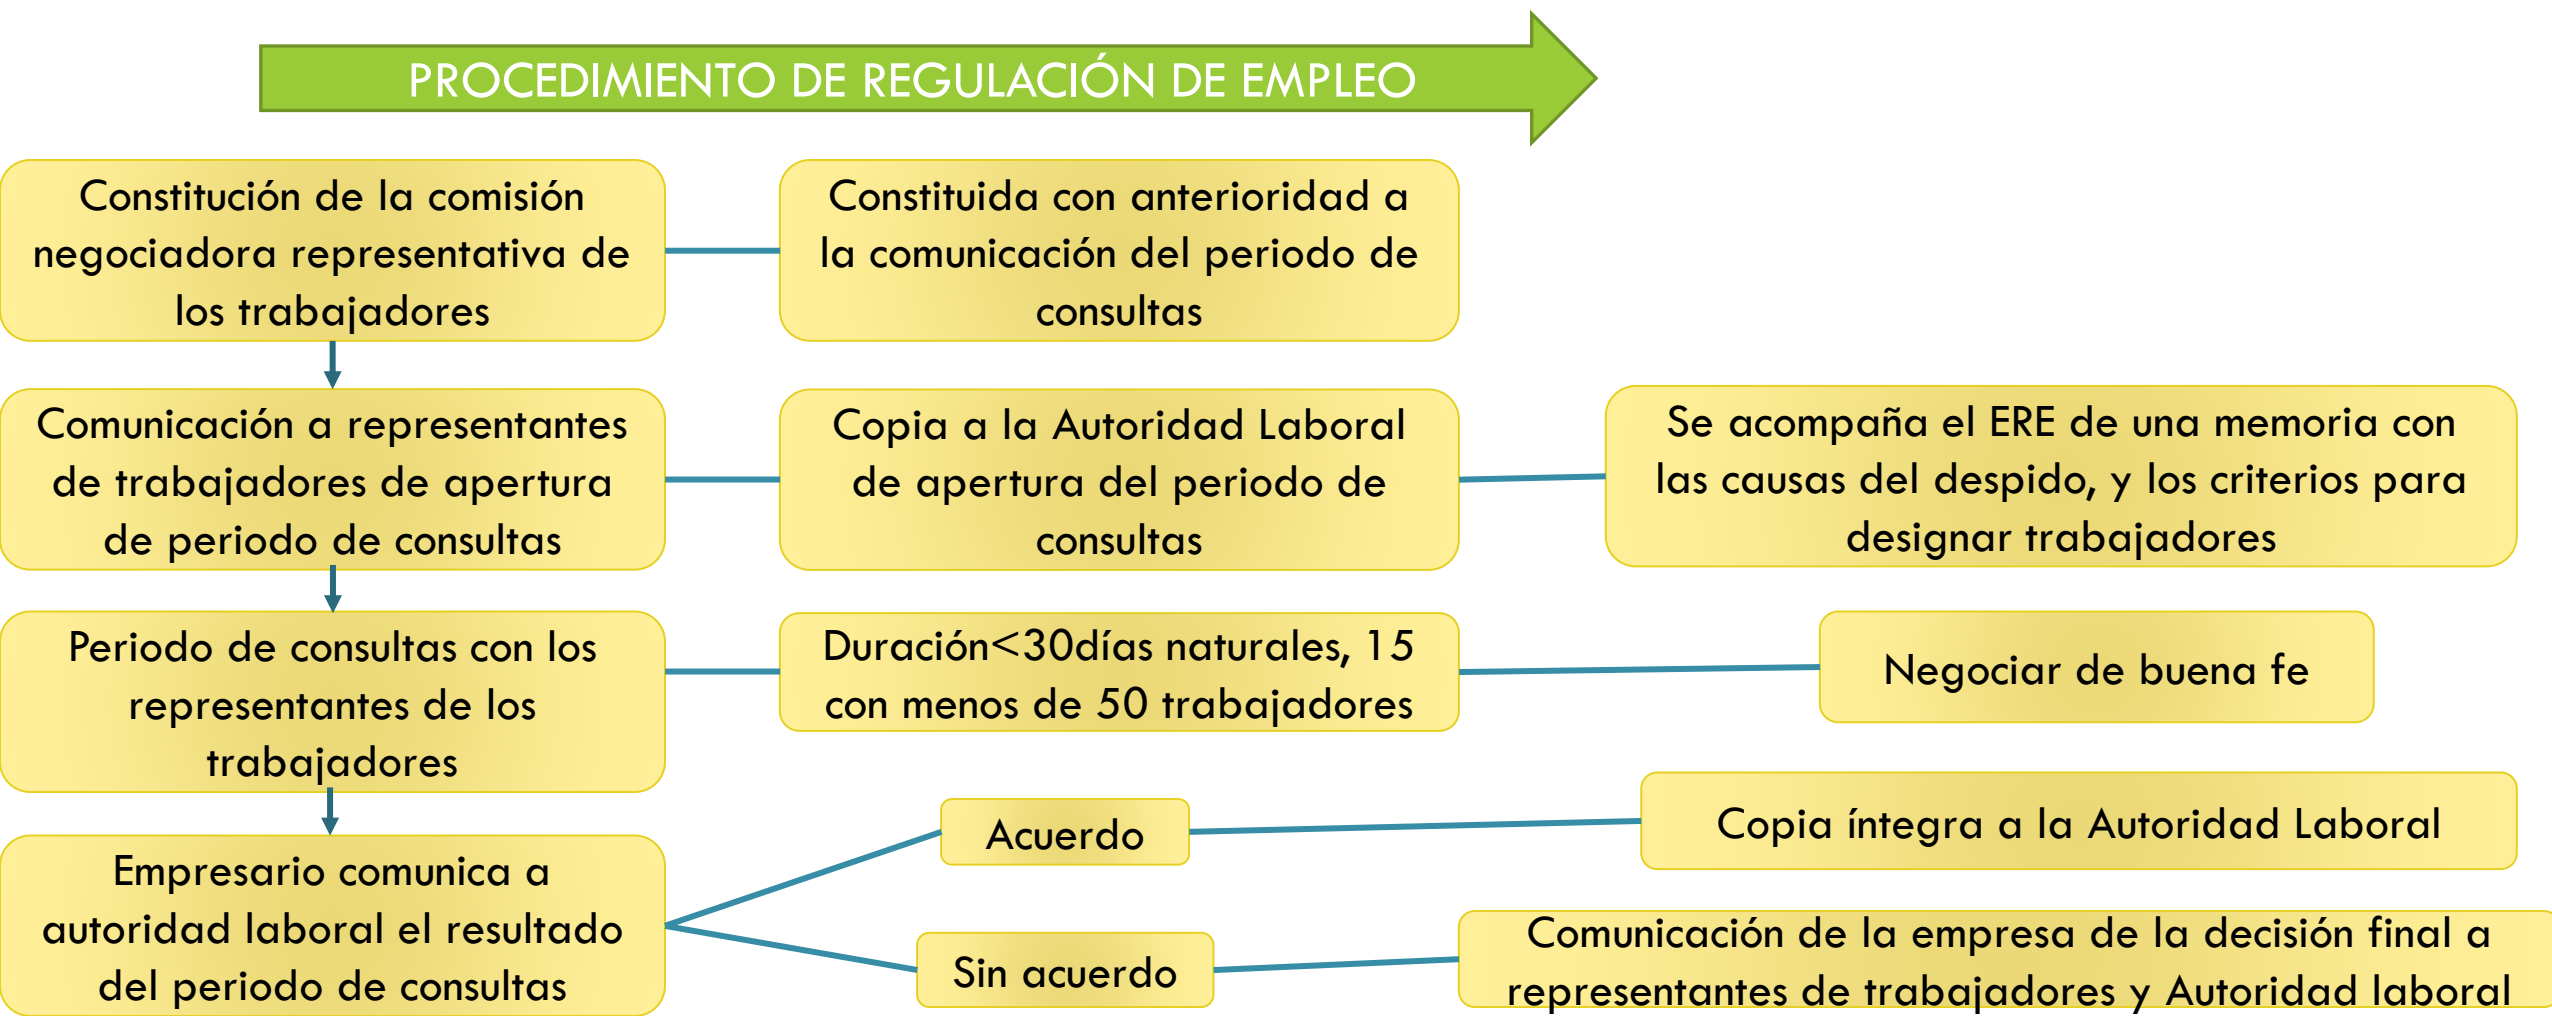 PROCEDIMIENTO DE REGULACIÓN DE EMPLEO
Constitución de la comisión
negociadora representativa de
los trabajadores
Constituida con anterioridad a
la comunicación del periodo de
consultas
Comunicación a representantes
de trabajadores de apertura
de periodo de consultas
Copia a la Autoridad Laboral
de apertura del periodo de
consultas
Se acompaña el ERE de una memoria con
las causas del despido, y los criterios para
designar trabajadores
Periodo de consultas con los
representantes de los
trabajadores
Duración<30días naturales, 15
con menos de 50 trabajadores
Negociar de buena fe
Empresario comunica a
autoridad laboral el resultado
del periodo de consultas
Acuerdo
Copia íntegra a la Autoridad Laboral
Sin acuerdo
Comunicación de la empresa de la decisión final a
representantes de trabajadores y Autoridad laboral